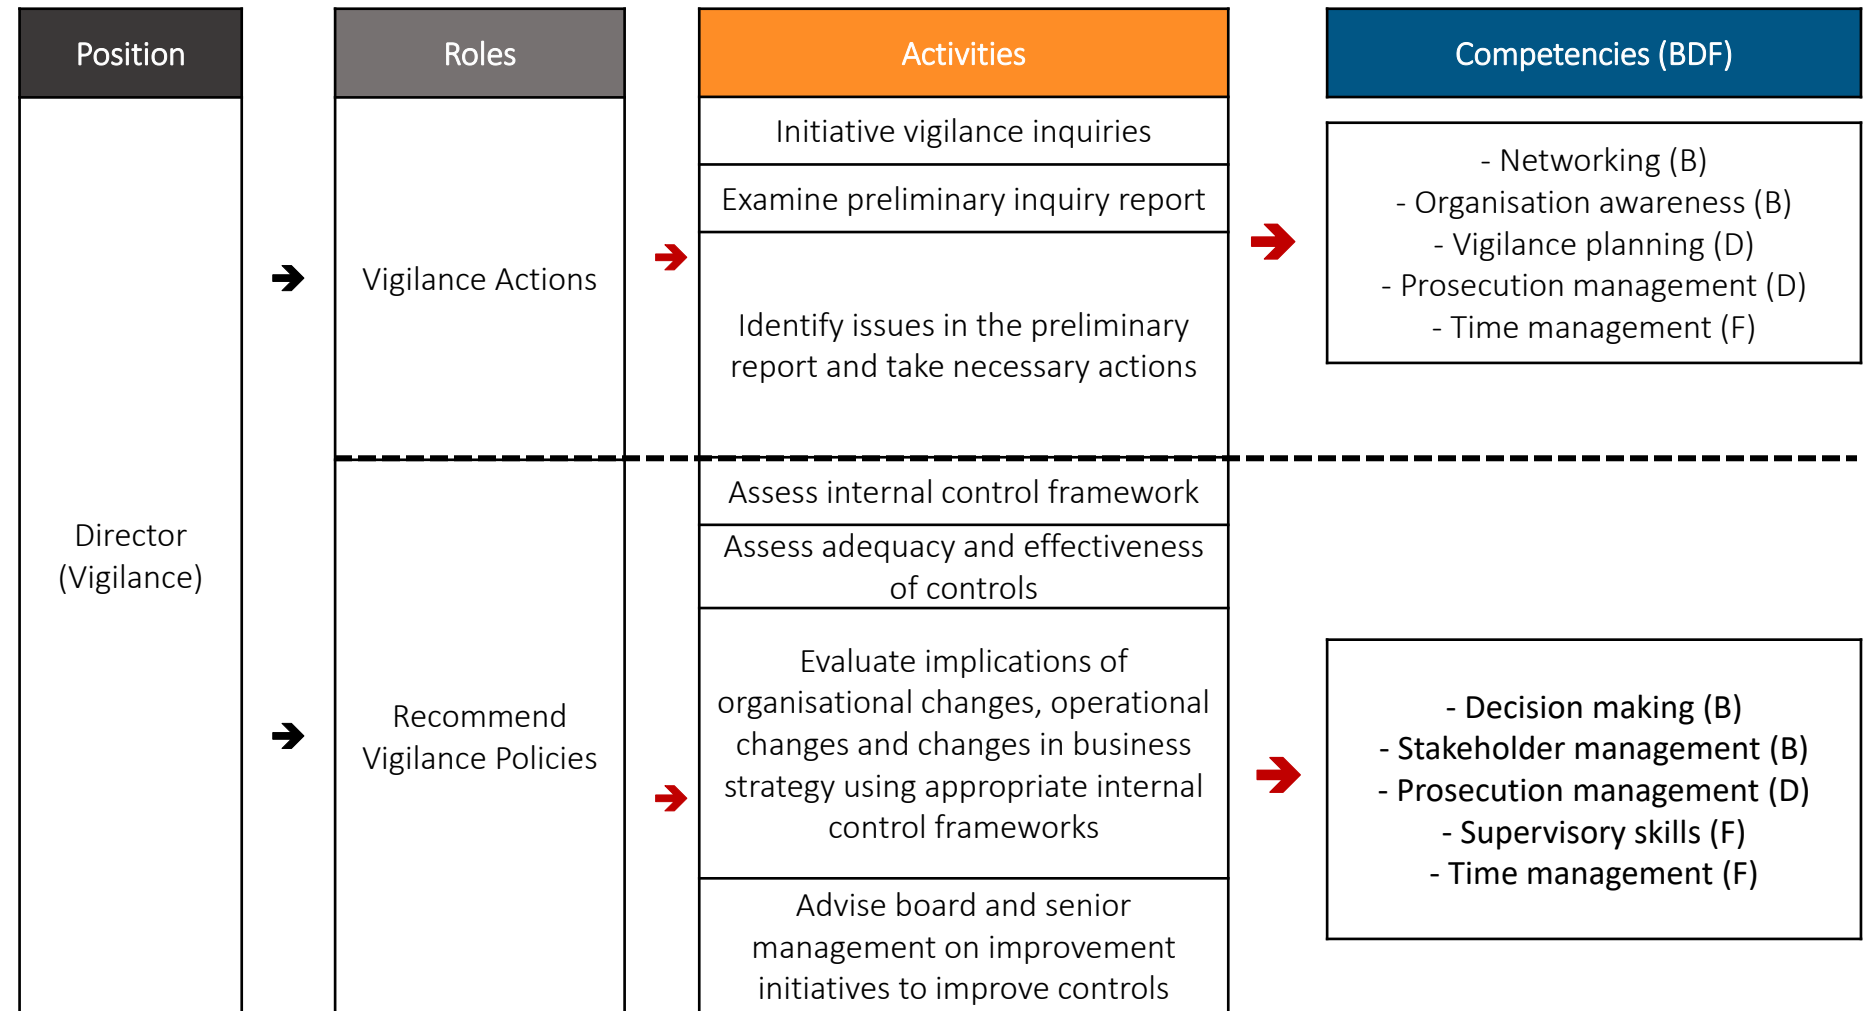 Position
Roles
Activities
Competencies (BDF)
Director
(Vigilance)
Vigilance Actions
Initiative vigilance inquiries
Examine preliminary inquiry report
Identify issues in the preliminary
report and take necessary actions
- Networking (B)
- Organisation awareness (B)
- Vigilance planning (D)
- Prosecution management (D)
- Time management (F)
Recommend
Vigilance Policies
Assess internal control framework
Assess adequacy and effectiveness
of controls
Evaluate implications of
organisational changes, operational
changes and changes in business
strategy using appropriate internal
control frameworks
Advise board and senior
management on improvement
initiatives to improve controls
- Decision making (B)
- Stakeholder management (B)
- Prosecution management (D)
- Supervisory skills (F)
- Time management (F)